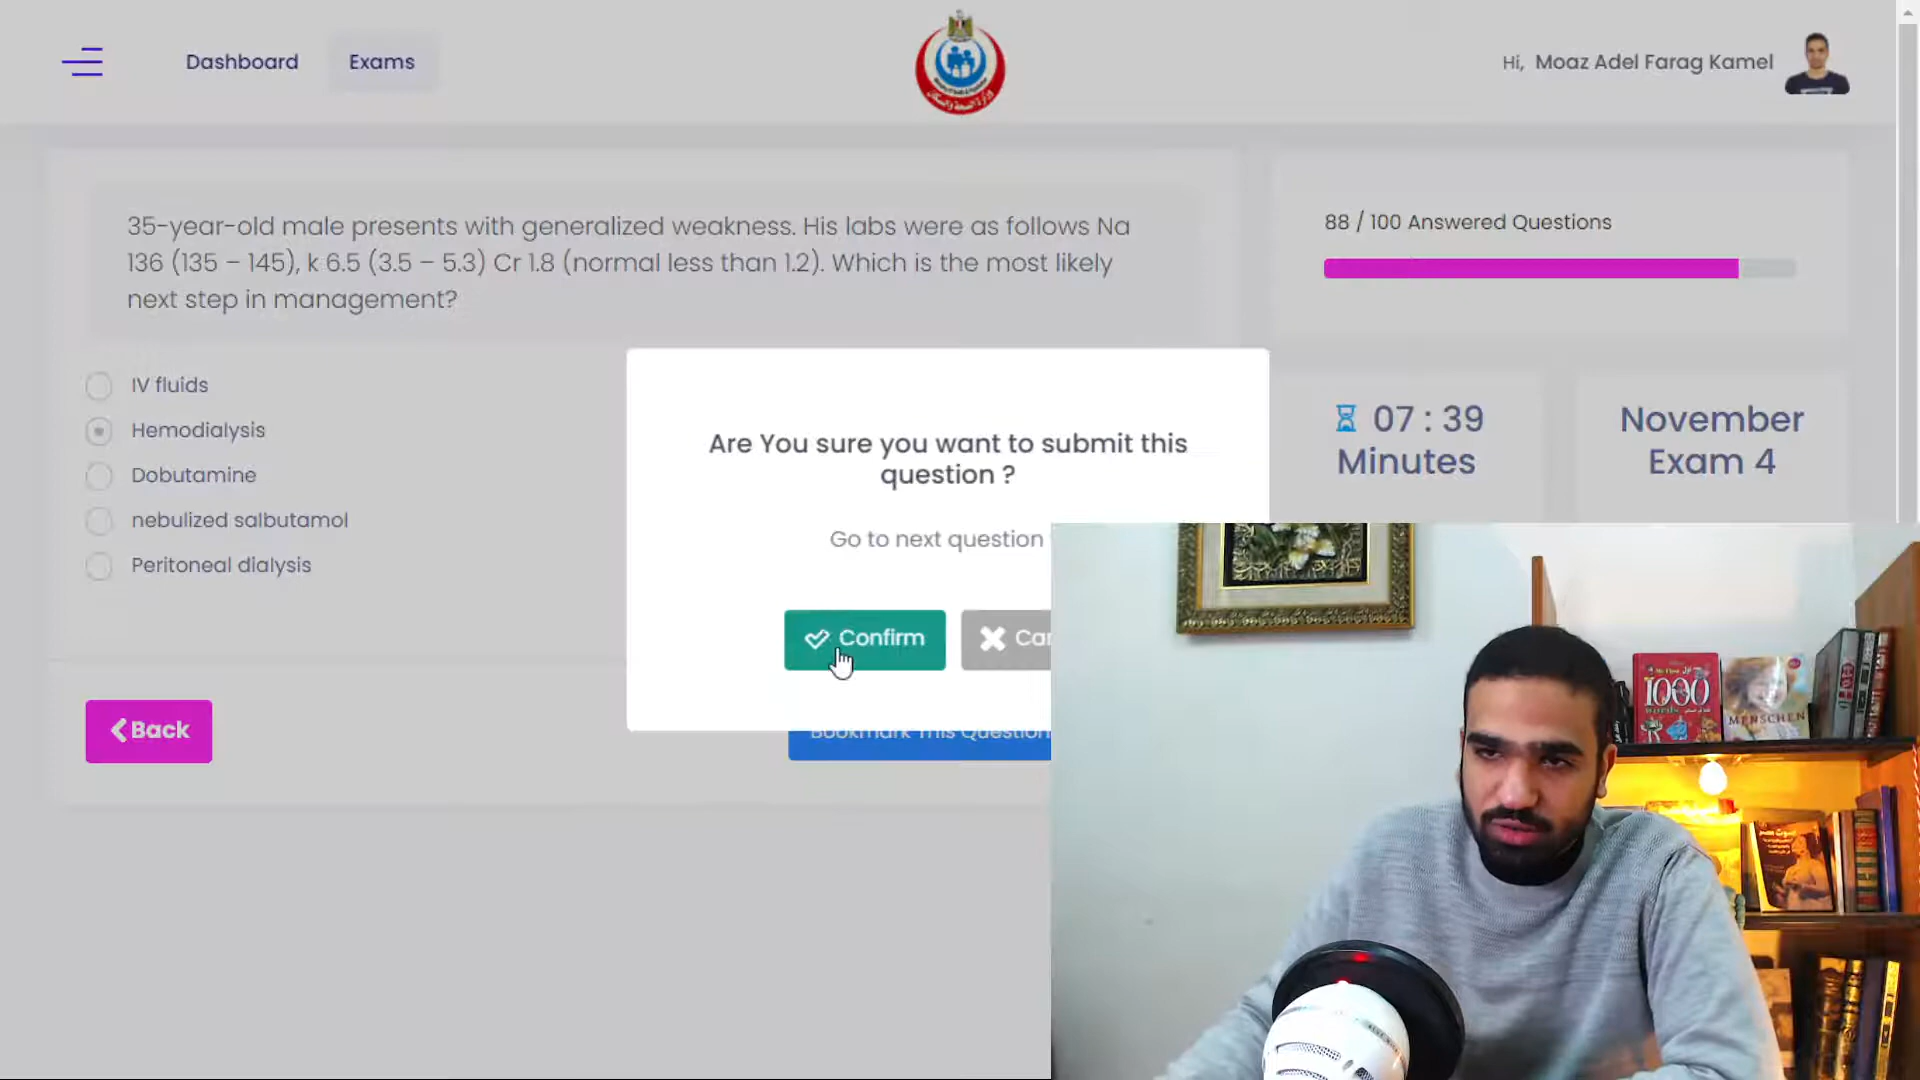 Dashboard
Exams
Hi, Moaz Adel Farag Kamel
35-year-old male presents with generalized weakness. His labs were as follows Na
136 (135 – 145), k 6.5 (3.5 – 5.3) Cr 1.8 (normal less than 1.2). Which is the most likely
next step in management?
IV fluids
Hemodialysis
Dobutamine
nebulized salbutamol
Peritoneal dialysis
88 / 100 Answered Questions
07 : 39
Minutes
November
Exam 4
Are You sure you want to submit this
question ?
Go to next question
Confirm
Back
Bookmark This Question
1000
words
MENSCHEN